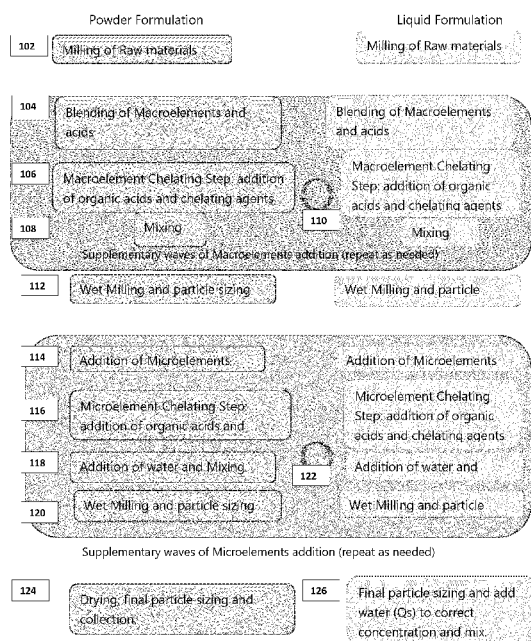 Powder Formulation
Liquid Formulation
102
Milling of Raw materials
Milling of Raw materials
104
Blending of Macroelements and
acids
Blending of Macroelements
and acids
106
Macroelement Chelating Step: addition
of organic acids and chelating agents
Macroelement Chelating
Step: addition of organic
acids and chelating agents
108
Mixing
110
Mixing
Supplementary waves of Macroelements addition (repeat as needed)
112
Wet Milling and particle sizing
Wet Milling and particle
114
Addition of Microelements
Addition of Microelements
116
Microelement Chelating Step:
addition of organic acids and
Microelement Chelating
Step: addition of organic
acids and chelating agents
118
Addition of water and Mixing
122
Addition of water and
120
Wet Milling and particle sizing
Wet Milling and particle
Supplementary waves of Microelements addition (repeat as needed)
124
Drying, final particle sizing and
collection.
126
Final particle sizing and add
water (Qs) to correct
concentration and mix.